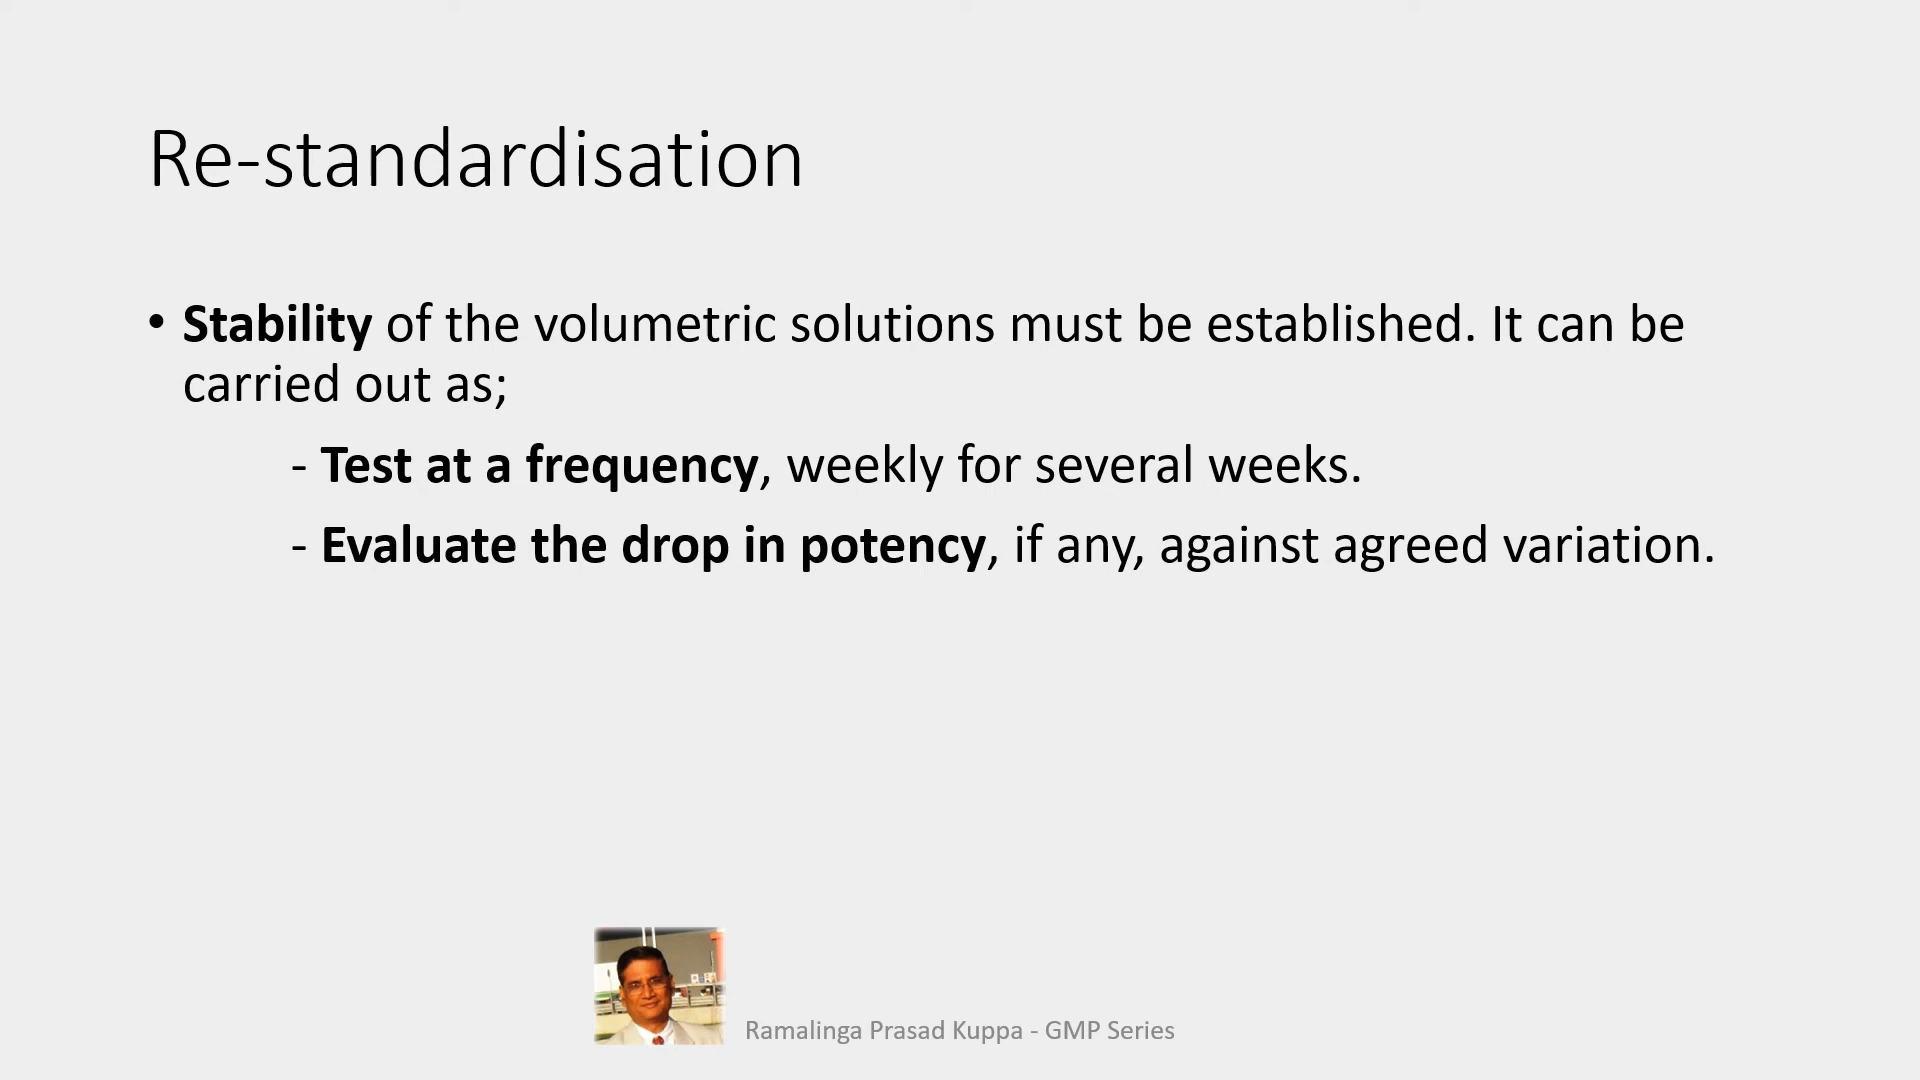 Re-standardisation
• Stability of the volumetric solutions must be established. It can be
carried out as;
- Test at a frequency, weekly for several weeks.
- Evaluate the drop in potency, if any, against agreed variation.
Ramalinga Prasad Kuppa - GMP Series